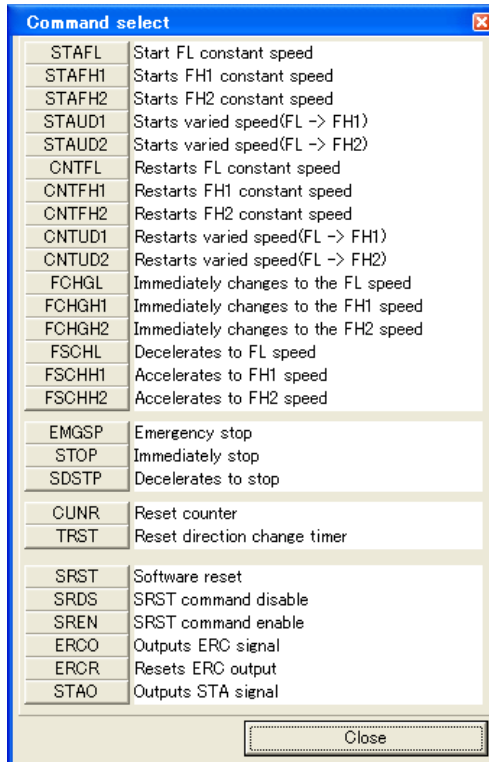 Command select
STAFL Start FL constant speed
STAFH1 Starts FH1 constant speed
STAFH2 Starts FH2 constant speed
STAUD1 Starts varied speed(FL -> FH1)
STAUD2 Starts varied speed(FL -> FH2)
CNTFL Restarts FL constant speed
CNTFH1 Restarts FH1 constant speed
CNTFH2 Restarts FH2 constant speed
CNTUD1 Restarts varied speed(FL -> FH1)
CNTUD2 Restarts varied speed(FL -> FH2)
FCHGL Immediately changes to the FL speed
FCHGH1 Immediately changes to the FH1 speed
FCHGH2 Immediately changes to the FH2 speed
FSCHL Decelerates to FL speed
FSCHH1 Accelerates to FH1 speed
FSCHH2 Accelerates to FH2 speed
EMGSP Emergency stop
STOP Immediately stop
SDSTP Decelerates to stop
CUNR Reset counter
TRST Reset direction change timer
SRST Software reset
SRDS SRST command disable
SREN SRST command enable
ERCO Outputs ERC signal
ERCR Resets ERC output
STAO Outputs STA signal
Close